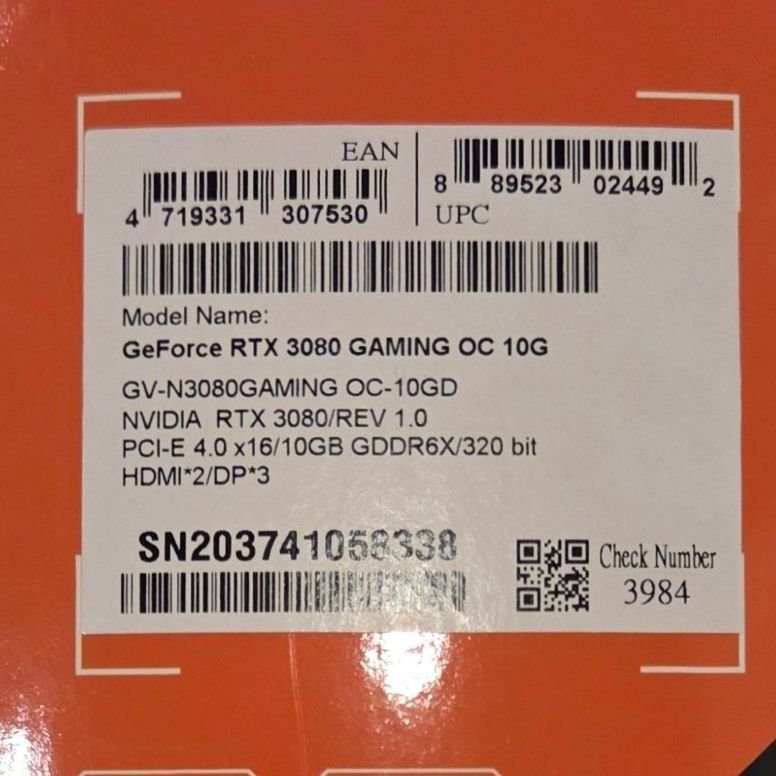 EAN
4 719331 307530
8 89523 02449 2
UPC
Model Name:
GeForce RTX 3080 GAMING OC 10G
GV-N3080GAMING OC-10GD
NVIDIA RTX 3080/REV 1.0
PCI-E 4.0 x16/10GB GDDR6X/320 bit
HDMI*2/DP*3
SN203741058338
Check Number
3984